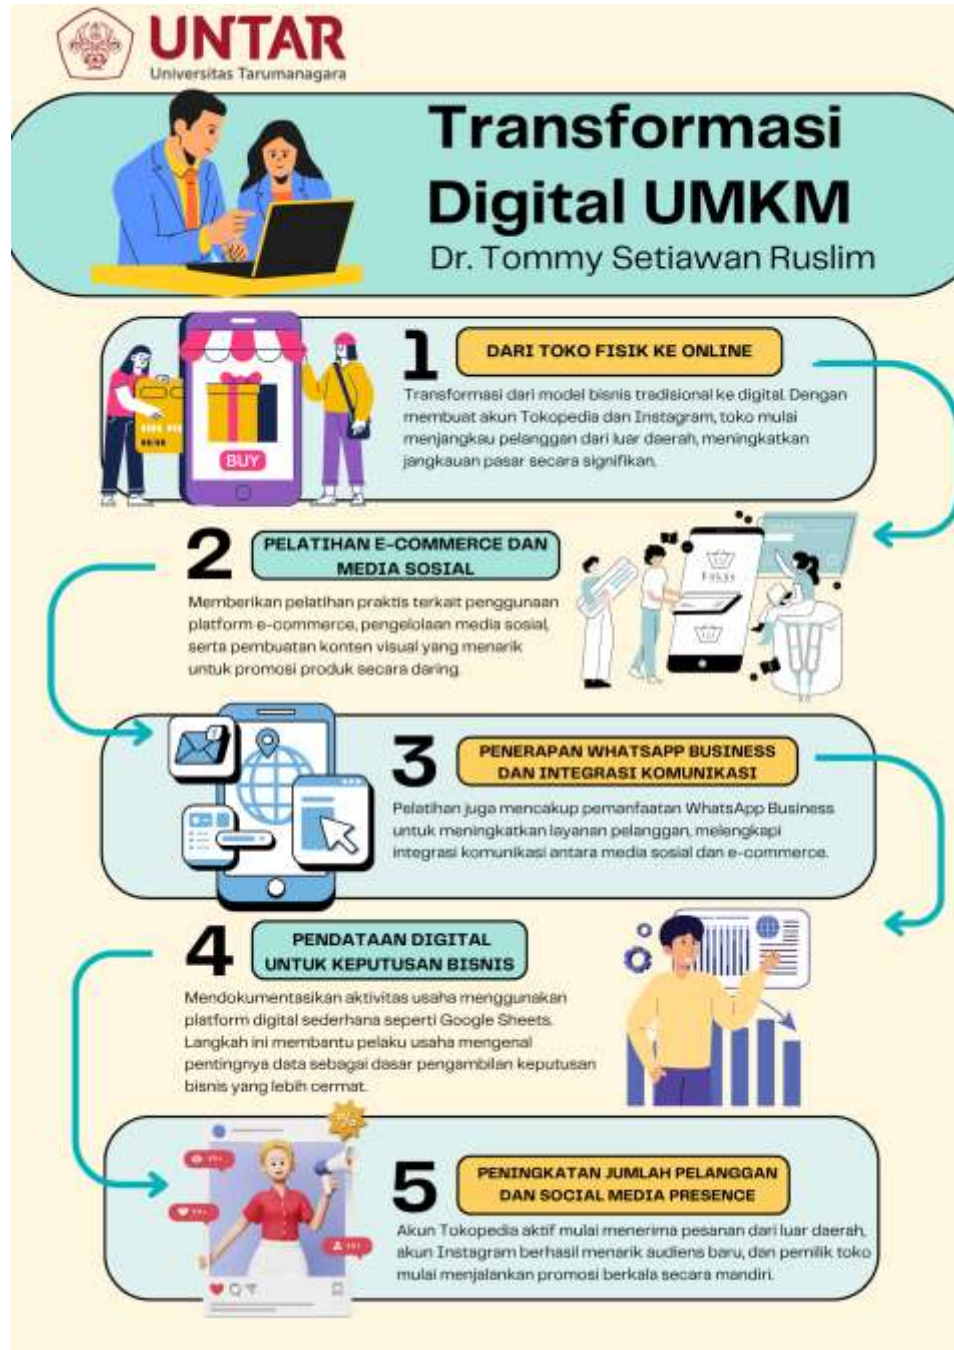 UNTAR
Universitas Tarumanagara
Transformasi
Digital UMKM
Dr. Tommy Setiawan Ruslim
1
DARI TOKO FISIK KE ONLINE
Transformasi dari model bisnis tradisional ke digital. Dengan
membuat akun Tokopedia dan Instagram, toko mulai
menjangkau pelanggan dari luar daerah, meningkatkan
jangkauan pasar secara signifikan.
BUY
2
PELATIHAN E-COMMERCE DAN
MEDIA SOSIAL
Memberikan pelatihan praktis terkait penggunaan
platform e-commerce, pengelolaan media sosial,
serta pembuatan konten visual yang menarik
untuk promosi produk secara daring.
3
PENERAPAN WHATSAPP BUSINESS
DAN INTEGRASI KOMUNIKASI
Pelatihan juga mencakup pemanfaatan WhatsApp Business
untuk meningkatkan layanan pelanggan, melengkapi
integrasi komunikasi antara media sosial dan e-commerce.
4
PENDATAAN DIGITAL
UNTUK KEPUTUSAN BISNIS
Mendokumentasikan aktivitas usaha menggunakan
platform digital sederhana seperti Google Sheets.
Langkah ini membantu pelaku usaha mengenal
pentingnya data sebagai dasar pengambilan keputusan
bisnis yang lebih cermat.
5
PENINGKATAN JUMLAH PELANGGAN
DAN SOCIAL MEDIA PRESENCE
Akun Tokopedia aktif mulai menerima pesanan dari luar daerah,
akun Instagram berhasil menarik audiens baru, dan pemilik toko
mulai menjalankan promosi berkala secara mandiri.